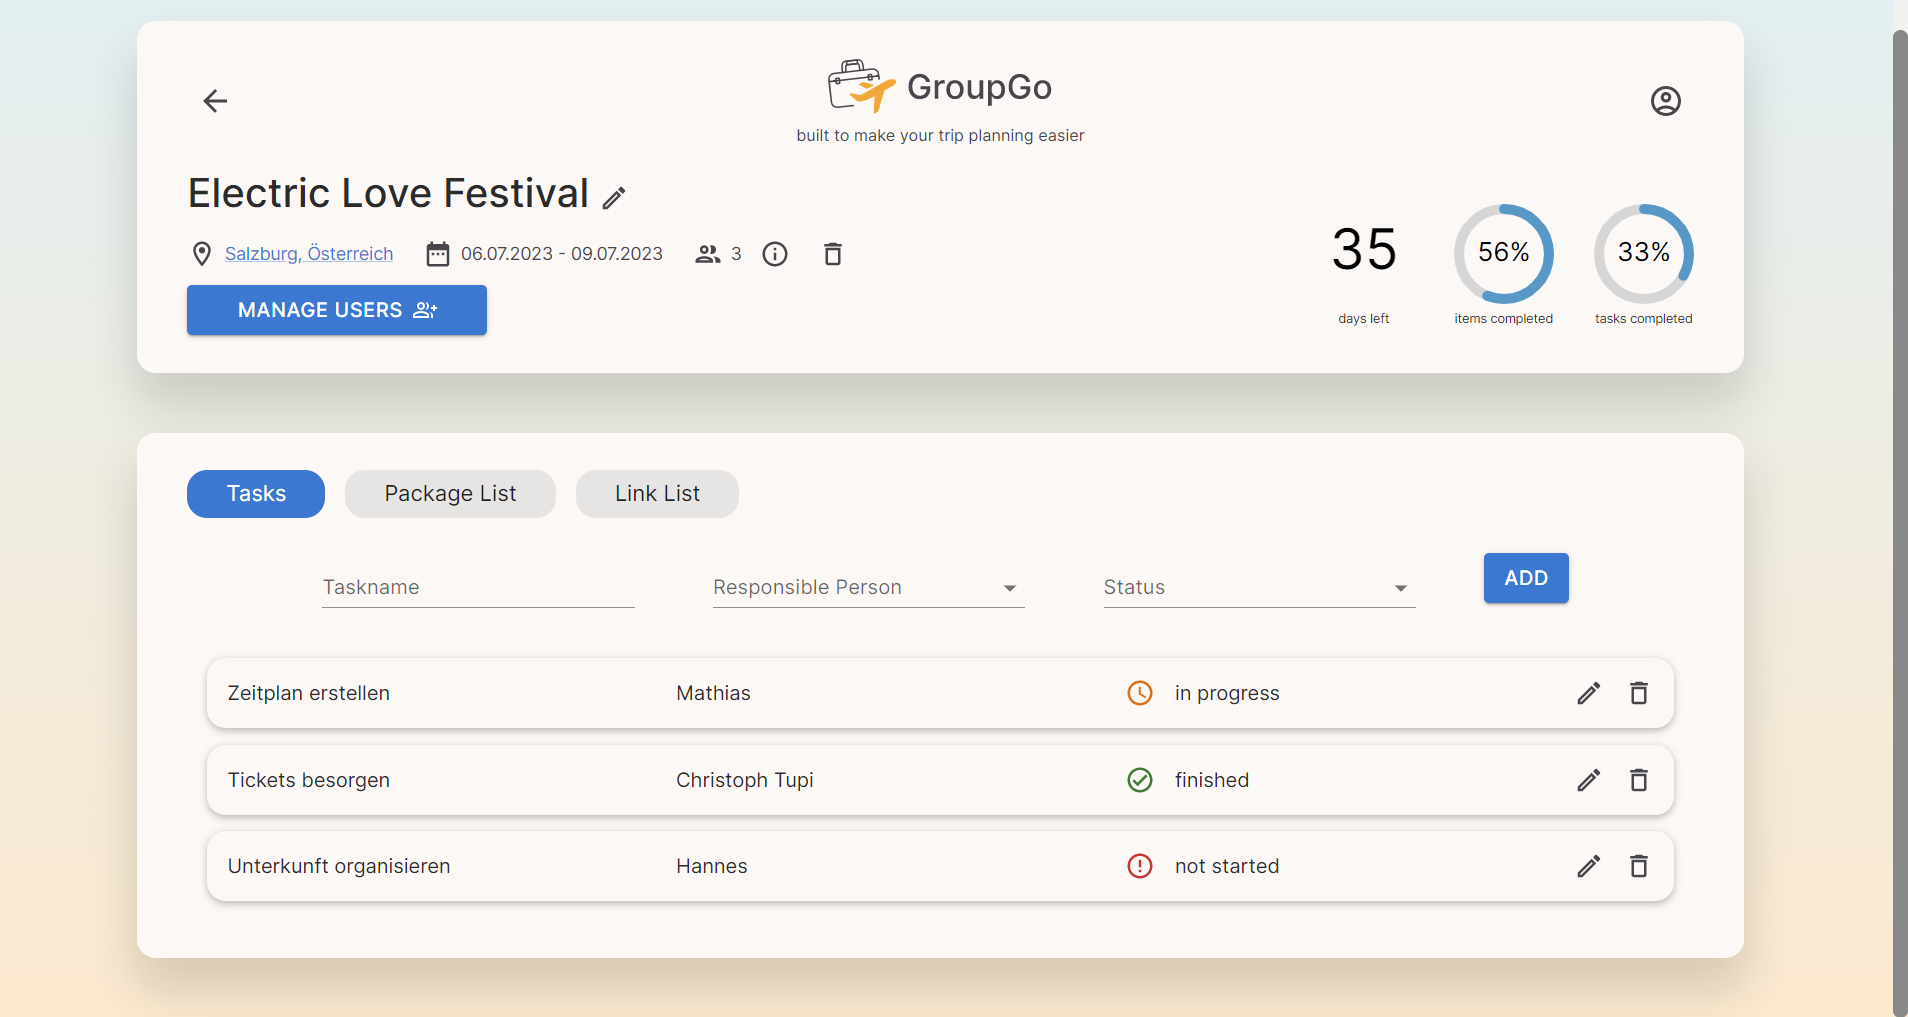 GroupGo
built to make your trip planning easier
Electric Love Festival
Salzburg, Österreich 06.07.2023 - 09.07.2023 3
MANAGE USERS
35 56% 33%
days left items completed tasks completed
Tasks Package List Link List
Taskname Responsible Person Status ADD
Zeitplan erstellen Mathias in progress
Tickets besorgen Christoph Tupi finished
Unterkunft organisieren Hannes not started